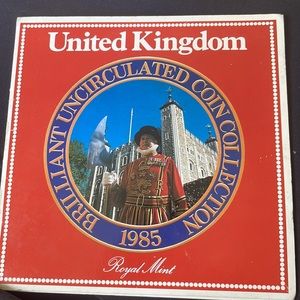 United Kingdom
BRILLIANT UNCIRCULATED COIN COLLECTION
1985
Royal Mint